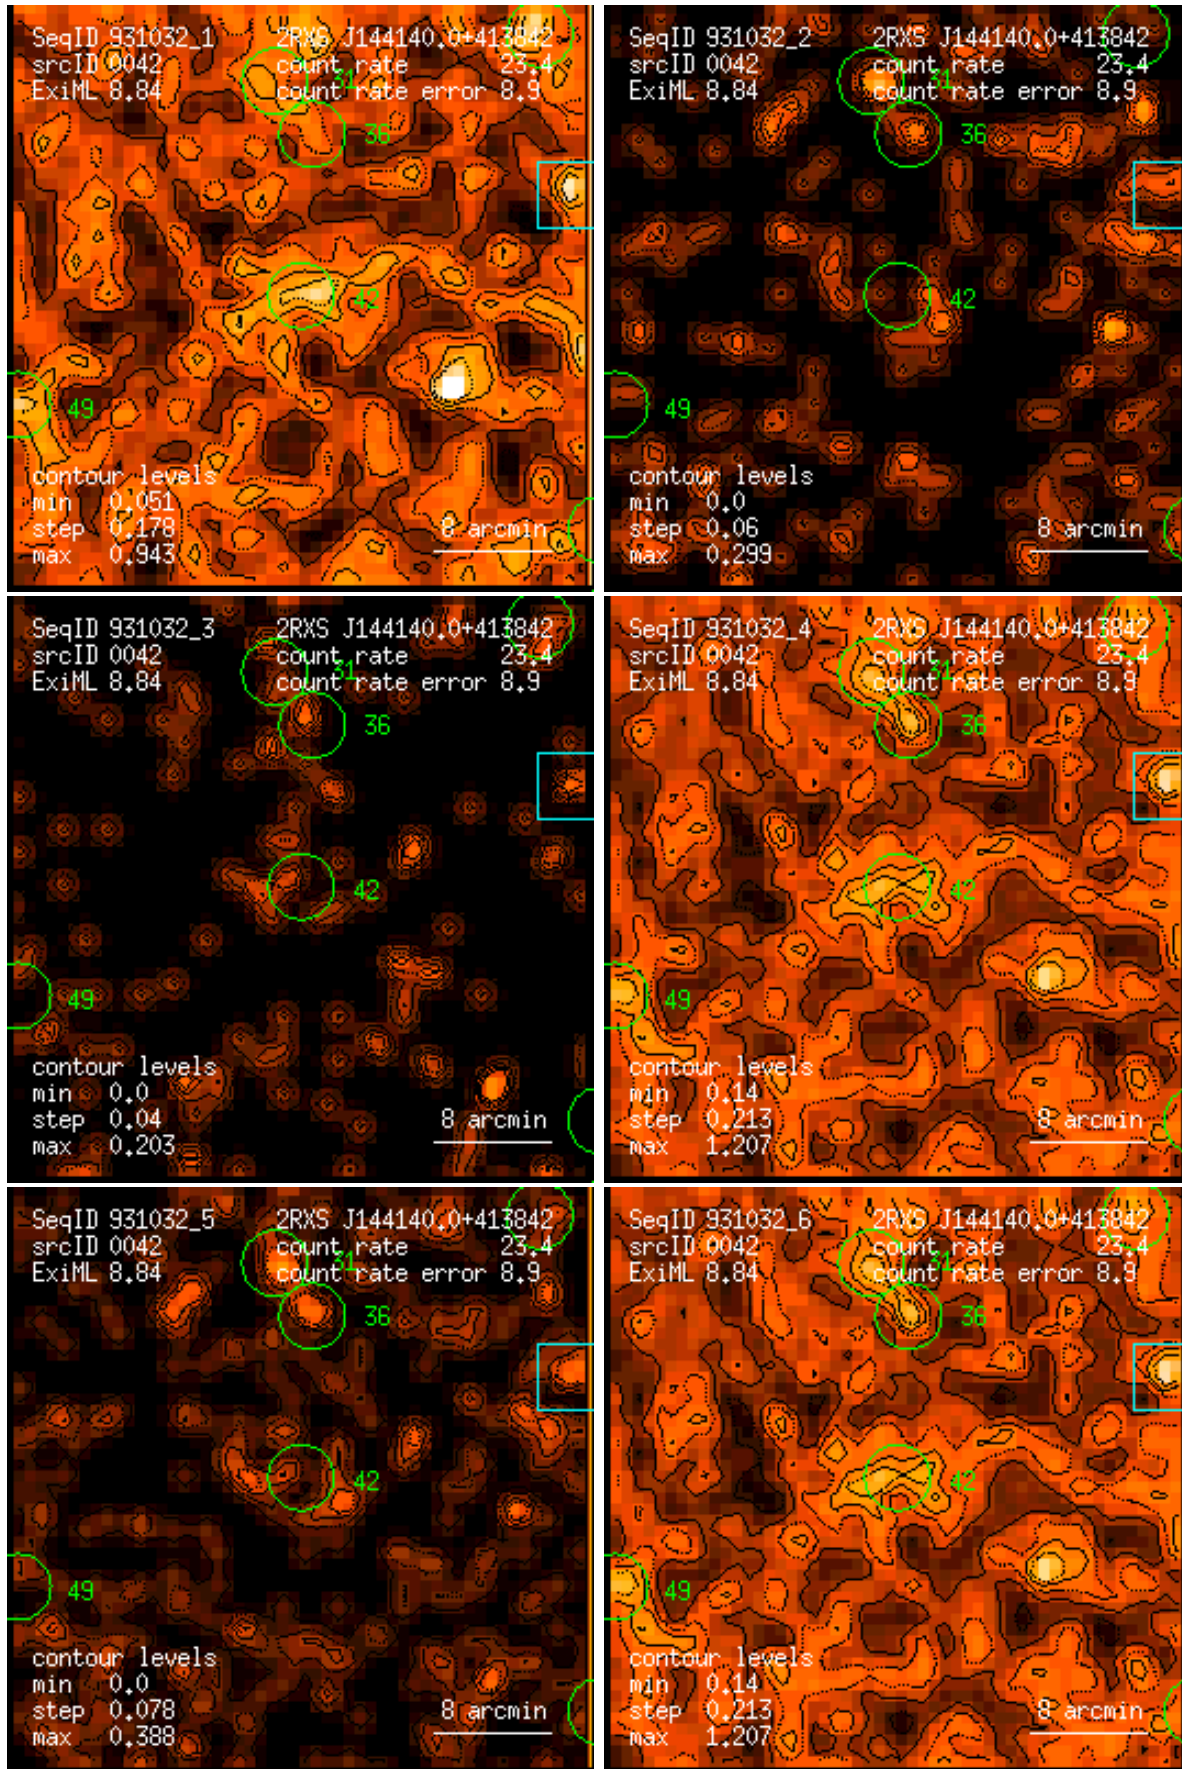 SeqID 931032_1 2RXS J144140.0+413842
srcID 0042 count rate 23.4
ExiML 8.84 count rate error 8.9
31
36
42
49
contour levels
min 0.051
step 0.178
max 0.943
8 arcmin
SeqID 931032_2 2RXS J144140.0+413842
srcID 0042 count rate 23.4
ExiML 8.84 count rate error 8.9
31
36
42
49
contour levels
min 0.0
step 0.06
max 0.299
8 arcmin
SeqID 931032_3 2RXS J144140.0+413842
srcID 0042 count rate 23.4
ExiML 8.84 count rate error 8.9
31
36
42
49
contour levels
min 0.0
step 0.04
max 0.203
8 arcmin
SeqID 931032_4 2RXS J144140.0+413842
srcID 0042 count rate 23.4
ExiML 8.84 count rate error 8.9
31
36
42
49
contour levels
min 0.14
step 0.213
max 1.207
8 arcmin
SeqID 931032_5 2RXS J144140.0+413842
srcID 0042 count rate 23.4
ExiML 8.84 count rate error 8.9
31
36
42
49
contour levels
min 0.0
step 0.078
max 0.388
8 arcmin
SeqID 931032_6 2RXS J144140.0+413842
srcID 0042 count rate 23.4
ExiML 8.84 count rate error 8.9
31
36
42
49
contour levels
min 0.14
step 0.213
max 1.207
8 arcmin